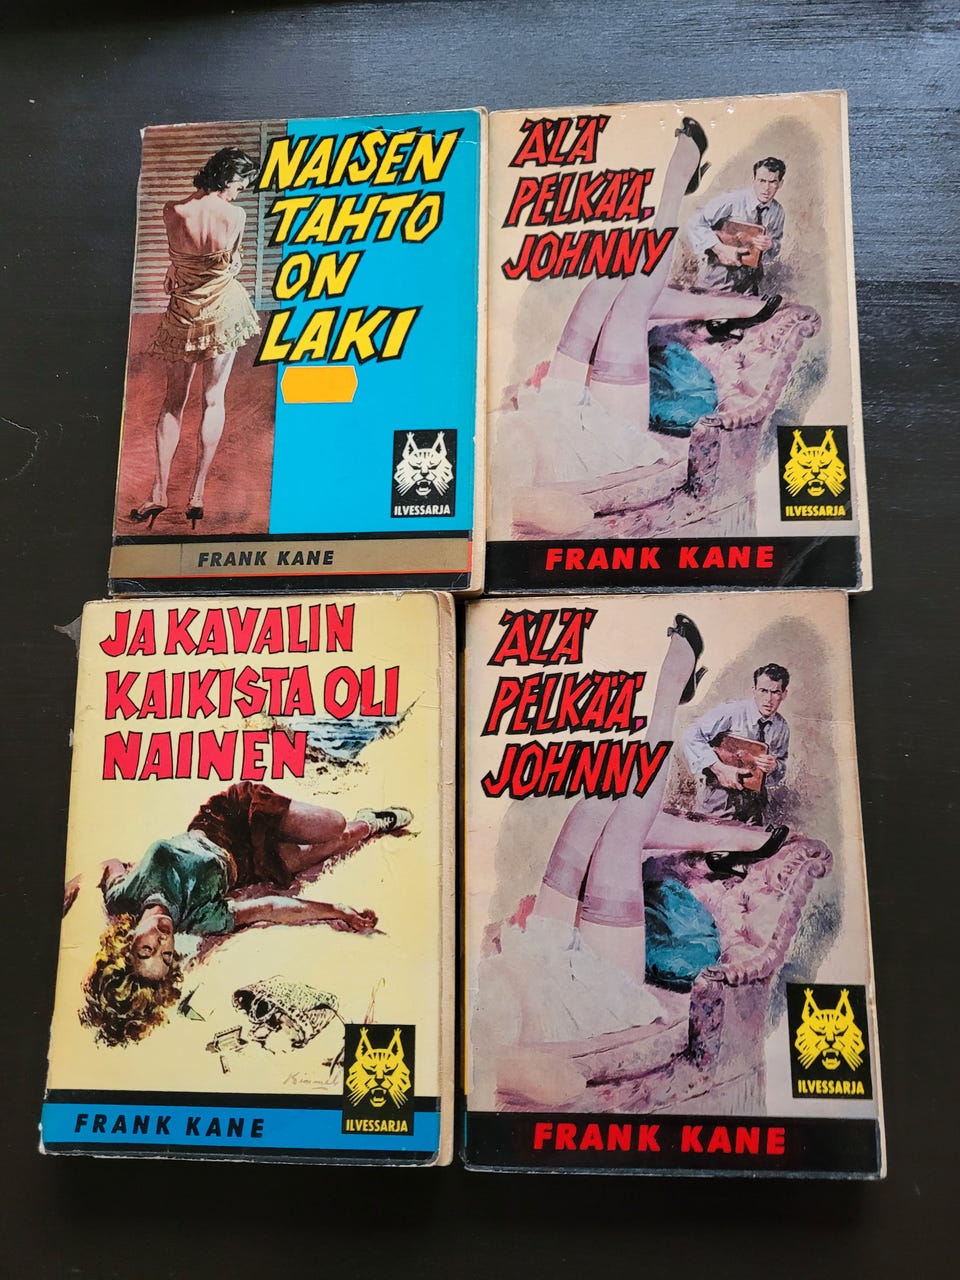 NAISEN
TAHTO
ON
LAKI
ILVESSARJA
FRANK KANE
ÄLÄ
PELKÄÄ,
JOHNNY
ILVESSARJA
FRANK KANE
JA KAVALIN
KAIKISTA OLI
NAINEN
Kimmel
ILVESSARJA
FRANK KANE
ÄLÄ
PELKÄÄ,
JOHNNY
ILVESSARJA
FRANK KANE